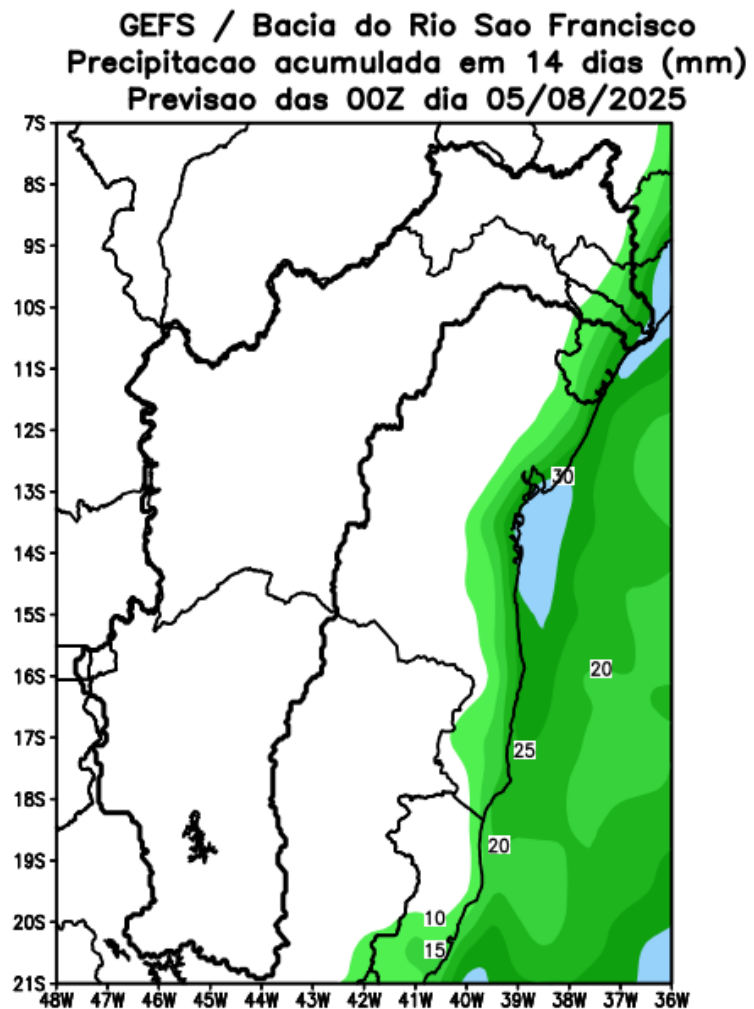 GEFS / Bacia do Rio Sao Francisco
Precipitacao acumulada em 14 dias (mm)
Previsao das 00Z dia 05/08/2025
7S
8S
9S
10S
11S
12S
30
13S
14S
15S
20
16S
17S
25
18S
20
19S
10
20S
15
21S
48W 47W 46W 45W 44W 43W 42W 41W 40W 39W 38W 37W 36W